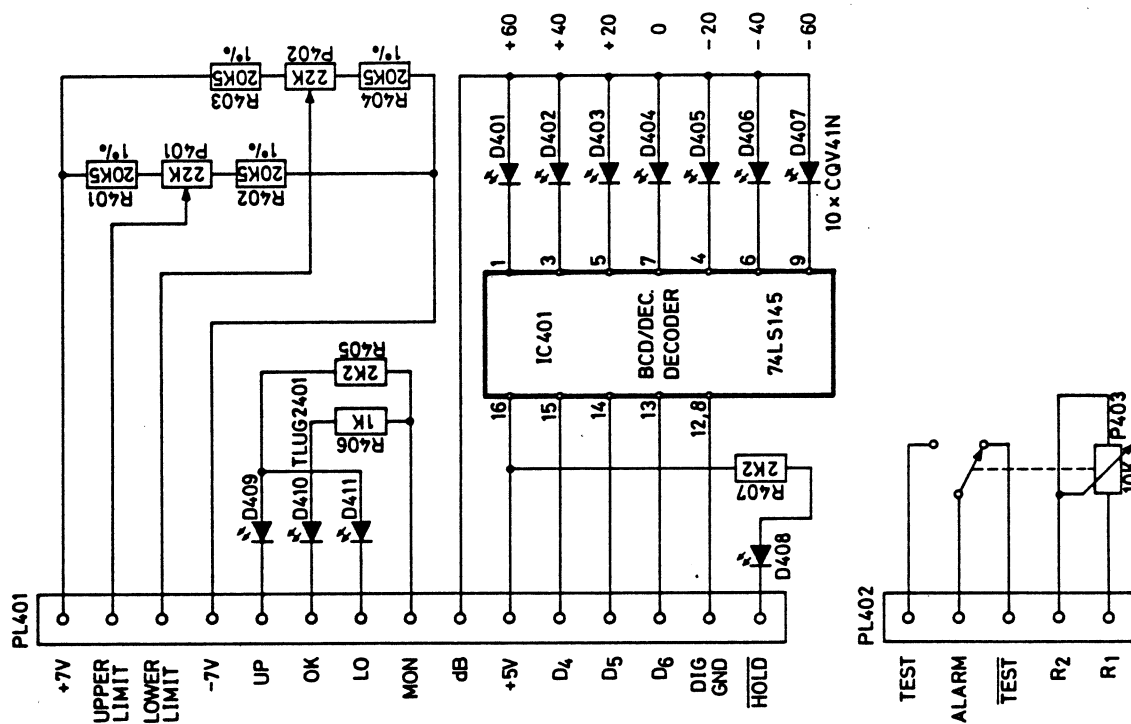 +60
+40
+20
0
-20
-40
-60
1%
20K5
R403
P402
22K
1%
20K5
R404
1%
20K5
R401
P401
22K
1%
20K5
R402
D401
D402
D403
D404
D405
D406
D407
10 x CQV41N
1
3
5
7
4
6
9
IC401
BCD/DEC.
DECODER
74LS145
16
15
14
13
12,8
R405
2K2
TLUG2401
1K
R406
D409
D410
D411
2K2
R407
D408
P403
10K
PL401
+7V
UPPER
LIMIT
LOWER
LIMIT
-7V
UP
OK
LO
MON
dB
+5V
D4
D5
D6
DIG
GND
HOLD
PL402
TEST
ALARM
TEST
R2
R1